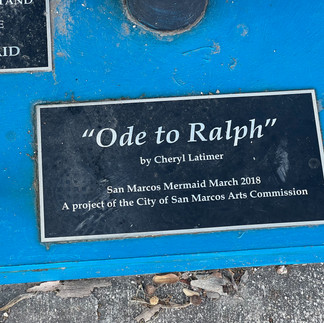 “Ode to Ralph”
by Cheryl Latimer
San Marcos Mermaid March 2018
A project of the City of San Marcos Arts Commission